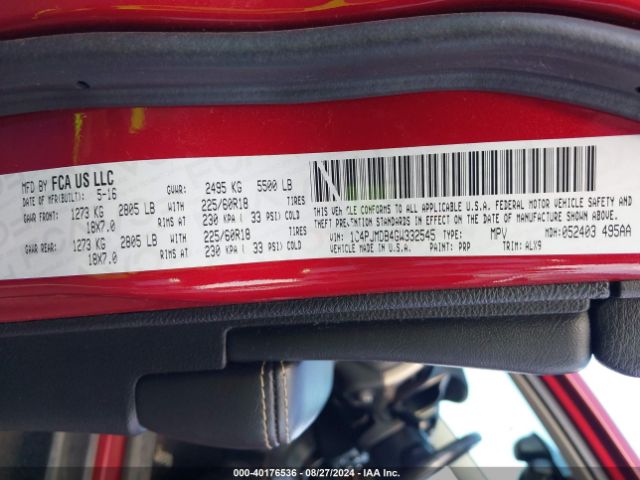 MFD BY FCA US LLC
DATE OF MFR(BUILT): 5-16 GVWR: 2495 KG 5500 LB
GAWR FRONT: 1273 KG 2805 LB 225/60R18 TIRES
18X7.0 RIMS AT 230 KPA ( 33 PSI) COLD
GAWR REAR: 1273 KG 2805 LB 225/60R18 TIRES
18X7.0 RIMS AT 230 KPA ( 33 PSI) COLD
THIS VEHICLE CONFORMS TO ALL APPLICABLE U.S.A. FEDERAL MOTOR VEHICLE SAFETY AND
THEFT PREVENTION STANDARDS IN EFFECT ON THE DATE OF MANUFACTURE SHOWN ABOVE.
VIN: 1C4PJMDB4GW332545 TYPE: MPV MDH: 052403 495AA
VEHICLE MADE IN U.S.A. PAINT: PRP TRIM: ALX9
000-40176536 - 08/27/2024 - IAA Inc.